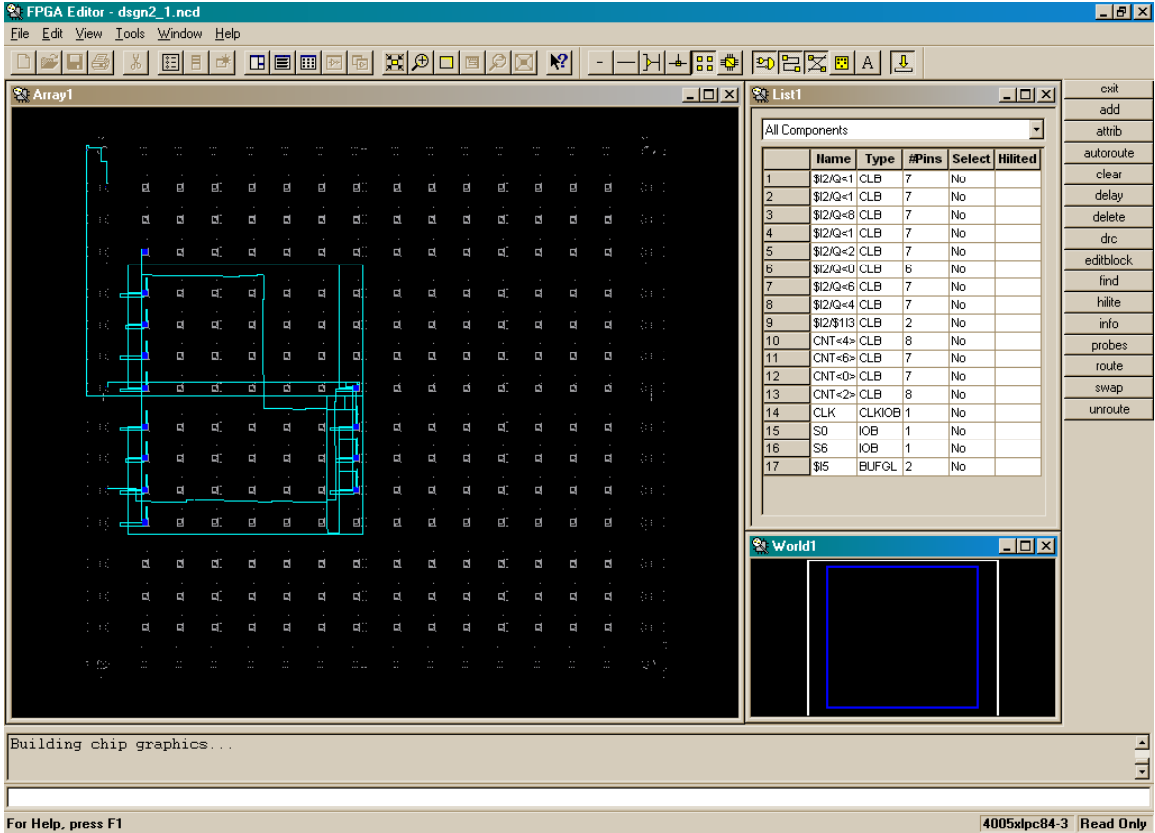 FPGA Editor - dsgn2_1.ncd
File Edit View Tools Window Help
Array1
List1
All Components
Name Type #Pins Select Hilited
1 $I2/Q<1 CLB 7 No
2 $I2/Q<1 CLB 7 No
3 $I2/Q<8 CLB 7 No
4 $I2/Q<1 CLB 7 No
5 $I2/Q<2 CLB 7 No
6 $I2/Q<0 CLB 6 No
7 $I2/Q<6 CLB 7 No
8 $I2/Q<4 CLB 7 No
9 $I2/$1I3 CLB 2 No
10 CNT<4> CLB 8 No
11 CNT<6> CLB 7 No
12 CNT<0> CLB 7 No
13 CNT<2> CLB 8 No
14 CLK CLKIOB 1 No
15 S0 IOB 1 No
16 S6 IOB 1 No
17 $I5 BUFGL 2 No
exit
add
attrib
autoroute
clear
delay
delete
drc
editblock
find
hilite
info
probes
route
swap
unroute
World1
Building chip graphics...
For Help, press F1
4005xlpc84-3 Read Only